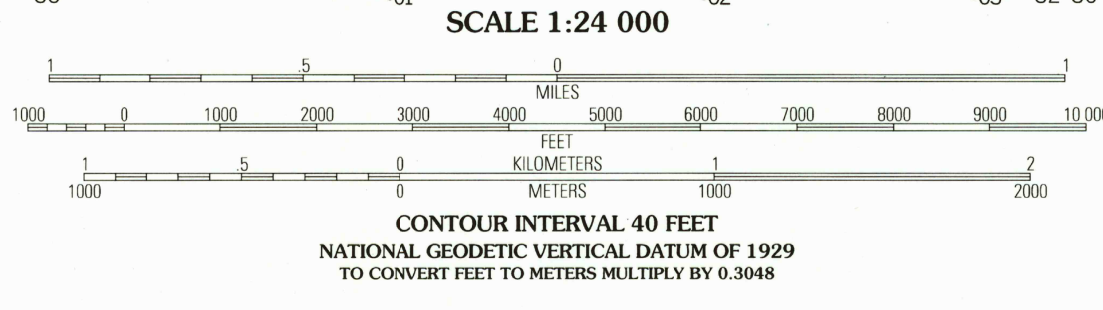 SCALE 1:24 000
1 .5 0 1
MILES
1000 0 1000 2000 3000 4000 5000 6000 7000 8000 9000 10 000
FEET
1 .5 0 KILOMETERS 1 2
1000 0 METERS 1000 2000
CONTOUR INTERVAL 40 FEET
NATIONAL GEODETIC VERTICAL DATUM OF 1929
TO CONVERT FEET TO METERS MULTIPLY BY 0.3048